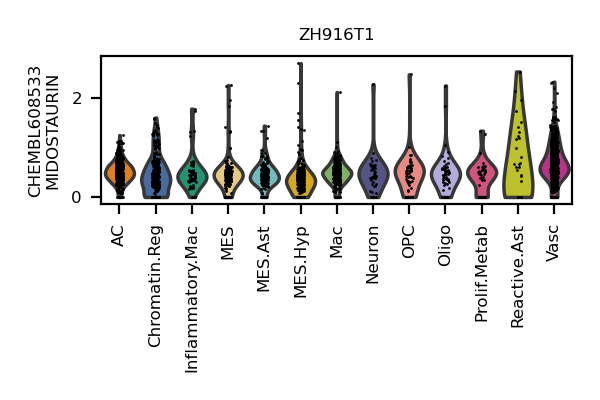 ZH916T1
CHEMBL608533
MIDOSTAURIN
2
0
AC
Chromatin.Reg
Inflammatory.Mac
MES
MES.Ast
MES.Hyp
Mac
Neuron
OPC
Oligo
Prolif.Metab
Reactive.Ast
Vasc